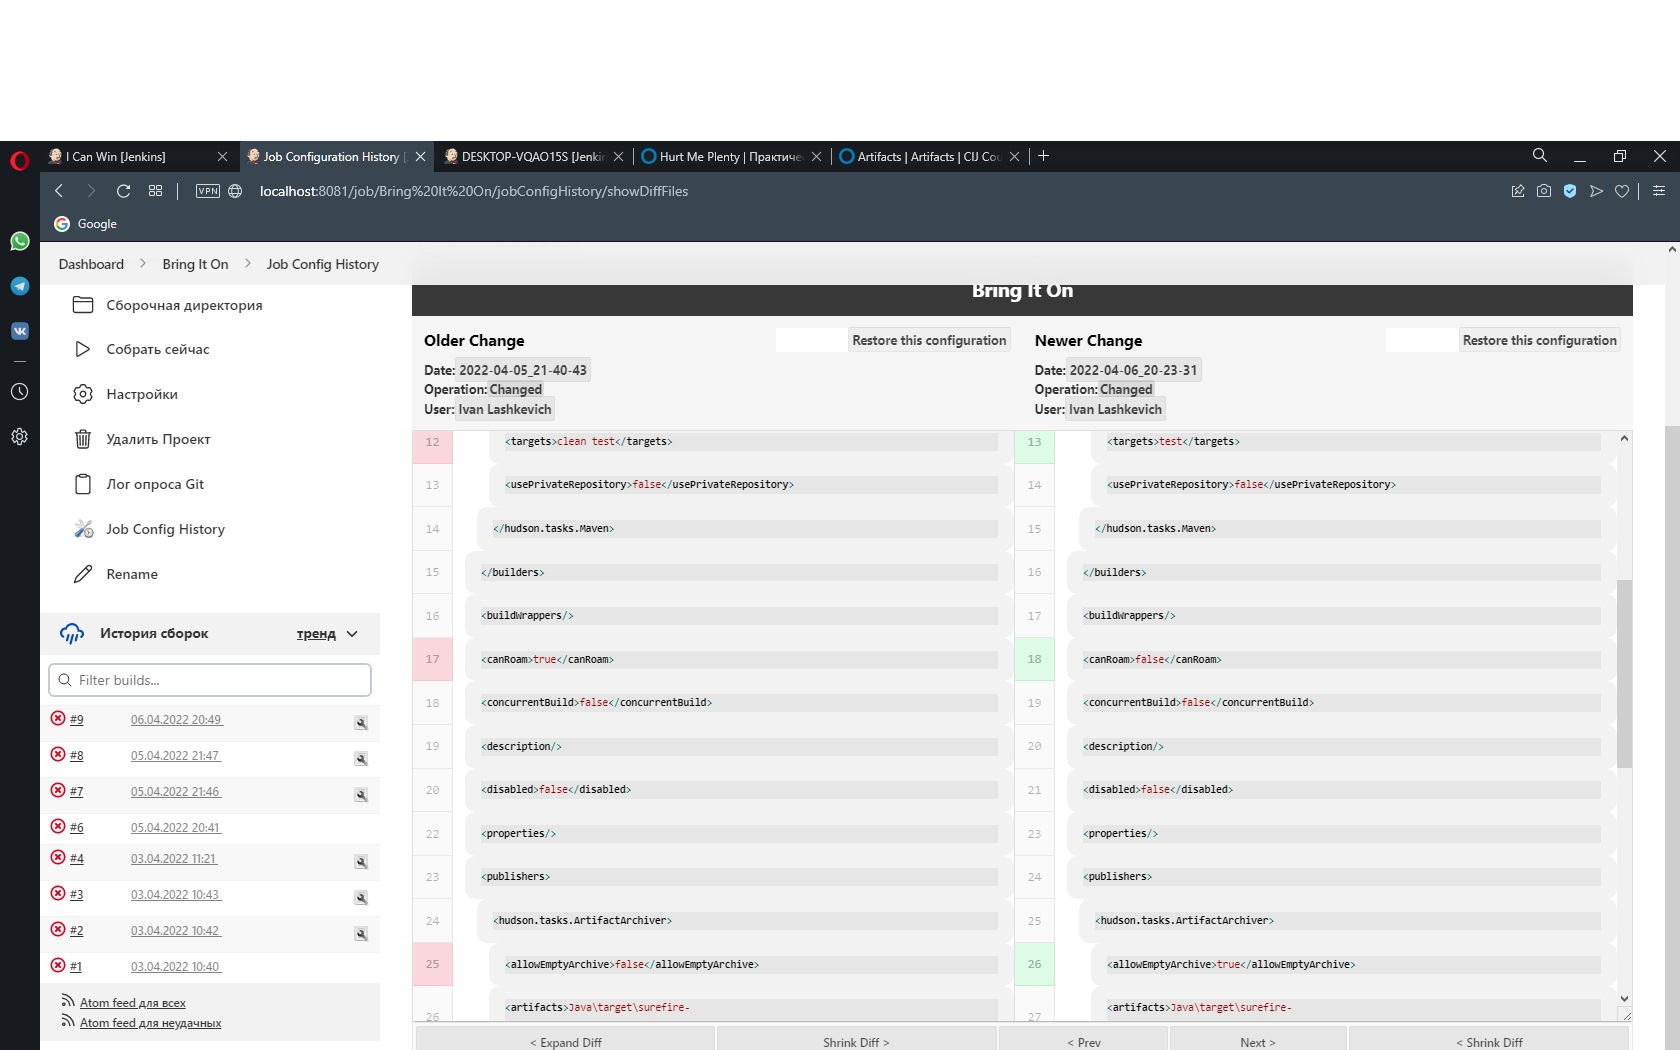 I Can Win [Jenkins]
Job Configuration History [
DESKTOP-VQAO15S [Jenkin
Hurt Me Plenty | Практиче
Artifacts | Artifacts | CIJ Cou
VPN
localhost:8081/job/Bring%20It%20On/jobConfigHistory/showDiffFiles
Google
Dashboard
Bring It On
Job Config History
Сборочная директория
Собрать сейчас
Настройки
Удалить Проект
Лог опроса Git
Job Config History
Rename
История сборок
тренд
Filter builds...
#9 06.04.2022 20:49
#8 05.04.2022 21:47
#7 05.04.2022 21:46
#6 05.04.2022 20:41
#4 03.04.2022 11:21
#3 03.04.2022 10:43
#2 03.04.2022 10:42
#1 03.04.2022 10:40
Atom feed для всех
Atom feed для неудачных
Bring It On
Older Change
Restore this configuration
Date: 2022-04-05_21-40-43
Operation: Changed
User: Ivan Lashkevich
Newer Change
Restore this configuration
Date: 2022-04-06_20-23-31
Operation: Changed
User: Ivan Lashkevich
12 <targets>clean test</targets>
13 <targets>test</targets>
13 <usePrivateRepository>false</usePrivateRepository>
14 <usePrivateRepository>false</usePrivateRepository>
14 </hudson.tasks.Maven>
15 </hudson.tasks.Maven>
15 </builders>
16 </builders>
16 <buildWrappers/>
17 <buildWrappers/>
17 <canRoam>true</canRoam>
18 <canRoam>false</canRoam>
18 <concurrentBuild>false</concurrentBuild>
19 <concurrentBuild>false</concurrentBuild>
19 <description/>
20 <description/>
20 <disabled>false</disabled>
21 <disabled>false</disabled>
22 <properties/>
23 <properties/>
23 <publishers>
24 <publishers>
24 <hudson.tasks.ArtifactArchiver>
25 <hudson.tasks.ArtifactArchiver>
25 <allowEmptyArchive>false</allowEmptyArchive>
26 <allowEmptyArchive>true</allowEmptyArchive>
26 <artifacts>Java\target\surefire-
27 <artifacts>Java\target\surefire-
< Expand Diff
Shrink Diff >
< Prev
Next >
< Shrink Diff